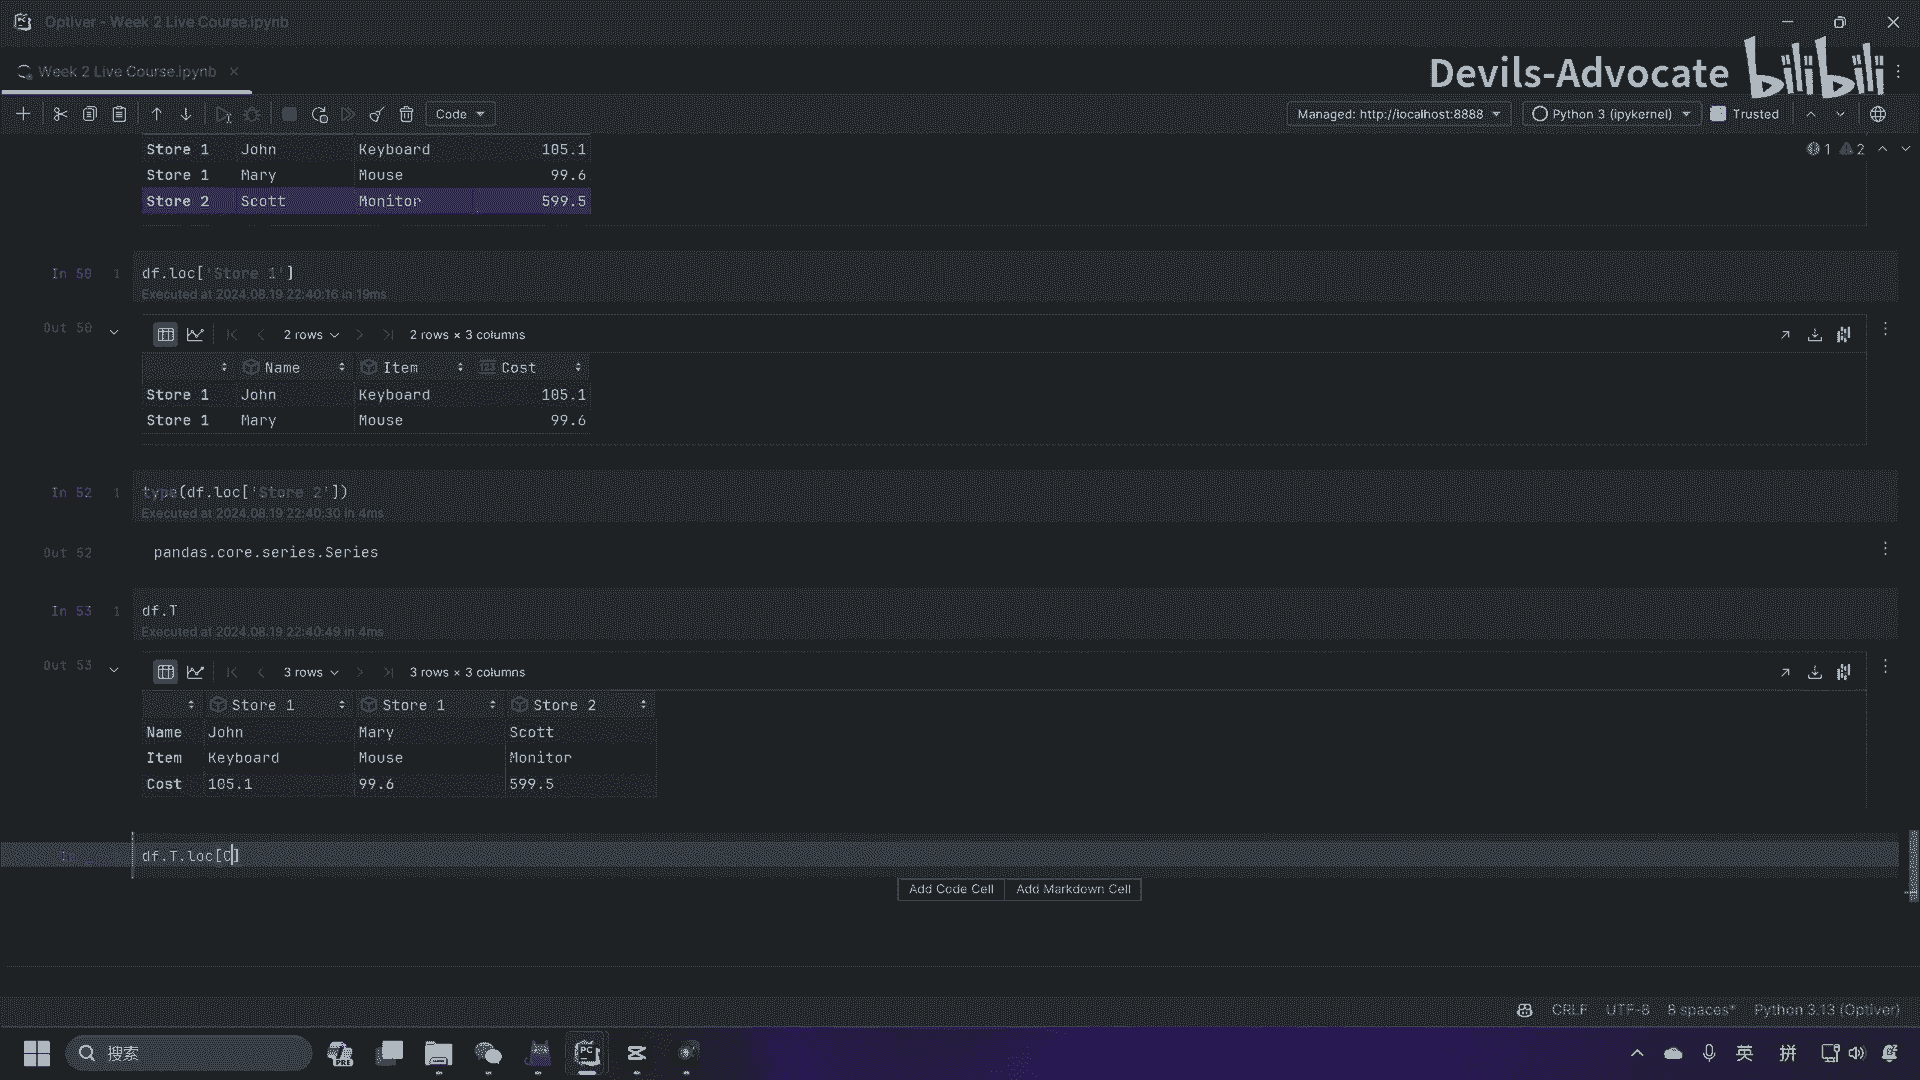 Optiver - Week 2 Live Course.ipynb
Week 2 Live Course.ipynb
Devils-Advocate bilibili
Code
Managed: http://localhost:8888
Python 3 (ipykernel)
Trusted
1 2
Store 1 John Keyboard 105.1
Store 1 Mary Mouse 99.6
Store 2 Scott Monitor 599.5
In 50 1 df.loc['Store 1']
Executed at 2024.08.19 22:40:16 in 19ms
Out 50 2 rows 2 rows × 3 columns
Name Item 123 Cost
Store 1 John Keyboard 105.1
Store 1 Mary Mouse 99.6
In 52 1 type(df.loc['Store 2'])
Executed at 2024.08.19 22:40:30 in 4ms
Out 52 pandas.core.series.Series
In 53 1 df.T
Executed at 2024.08.19 22:40:49 in 4ms
Out 53 3 rows 3 rows × 3 columns
Store 1 Store 1 Store 2
Name John Mary Scott
Item Keyboard Mouse Monitor
Cost 105.1 99.6 599.5
In df.T.loc[C]
Add Code Cell Add Markdown Cell
CRLF UTF-8 8 spaces* Python 3.13 (Optiver)
搜索
PRE
PC
英 拼